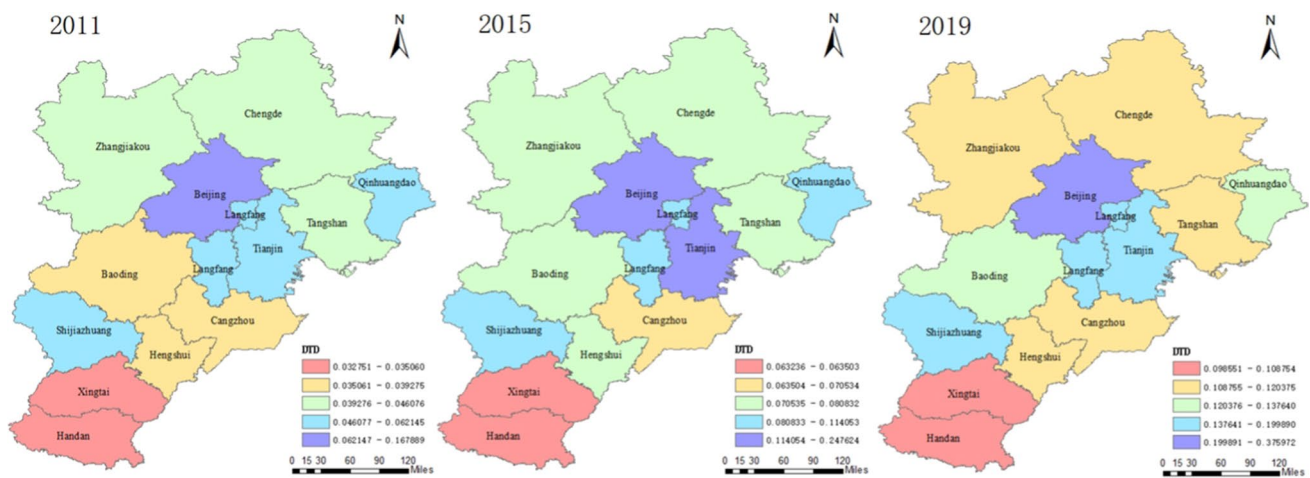 2011
N
Chengde
Zhangjiakou
Qinhuangdao
Beijing
Langfang
Tangshan
Tianjin
Langfang
Baoding
Cangzhou
Shijiazhuang
Hengshui
Xingtai
Handan
DTD
0.032751 - 0.035060
0.035061 - 0.039275
0.039276 - 0.046076
0.046077 - 0.062145
0.062147 - 0.167889
0 15 30 60 90 120
Miles
2015
N
Chengde
Zhangjiakou
Qinhuangdao
Beijing
Langfang
Tangshan
Tianjin
Langfang
Baoding
Cangzhou
Shijiazhuang
Hengshui
Xingtai
Handan
DTD
0.063236 - 0.063503
0.063504 - 0.070534
0.070535 - 0.080832
0.080833 - 0.114053
0.114054 - 0.247624
0 15 30 60 90 120
Miles
2019
N
Chengde
Zhangjiakou
Qinhuangdao
Beijing
Langfang
Tangshan
Tianjin
Langfang
Baoding
Cangzhou
Shijiazhuang
Hengshui
Xingtai
Handan
DTD
0.098551 - 0.108754
0.108755 - 0.120375
0.120376 - 0.137640
0.137641 - 0.199890
0.199891 - 0.375972
0 15 30 60 90 120
Miles